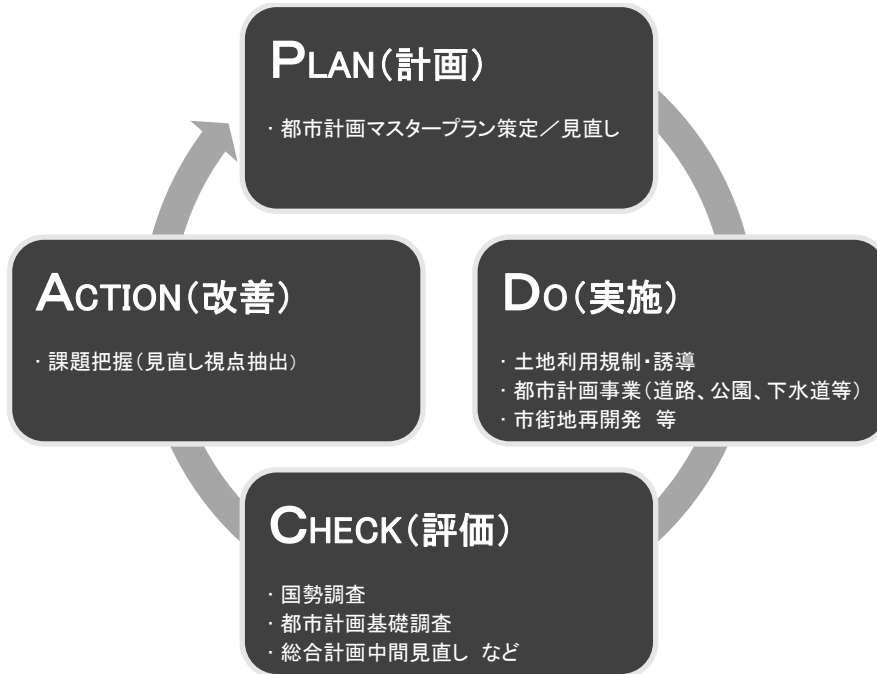 PLAN(計画)
・都市計画マスタープラン策定／見直し
ACTION(改善)
・課題把握(見直し視点抽出)
DO(実施)
・土地利用規制・誘導
・都市計画事業(道路、公園、下水道等)
・市街地再開発 等
CHECK(評価)
・国勢調査
・都市計画基礎調査
・総合計画中間見直し など